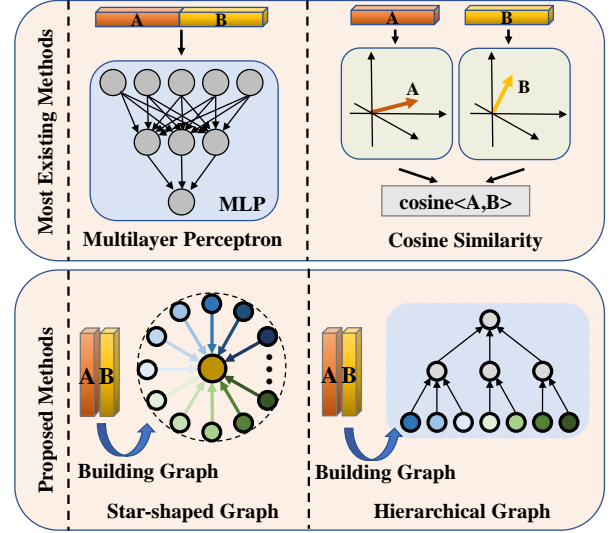 Most Existing Methods
A B
MLP
Multilayer Perceptron
A B
A
B
cosine<A,B>
Cosine Similarity
Proposed Methods
A B
Building Graph
Star-shaped Graph
A B
Building Graph
Hierarchical Graph